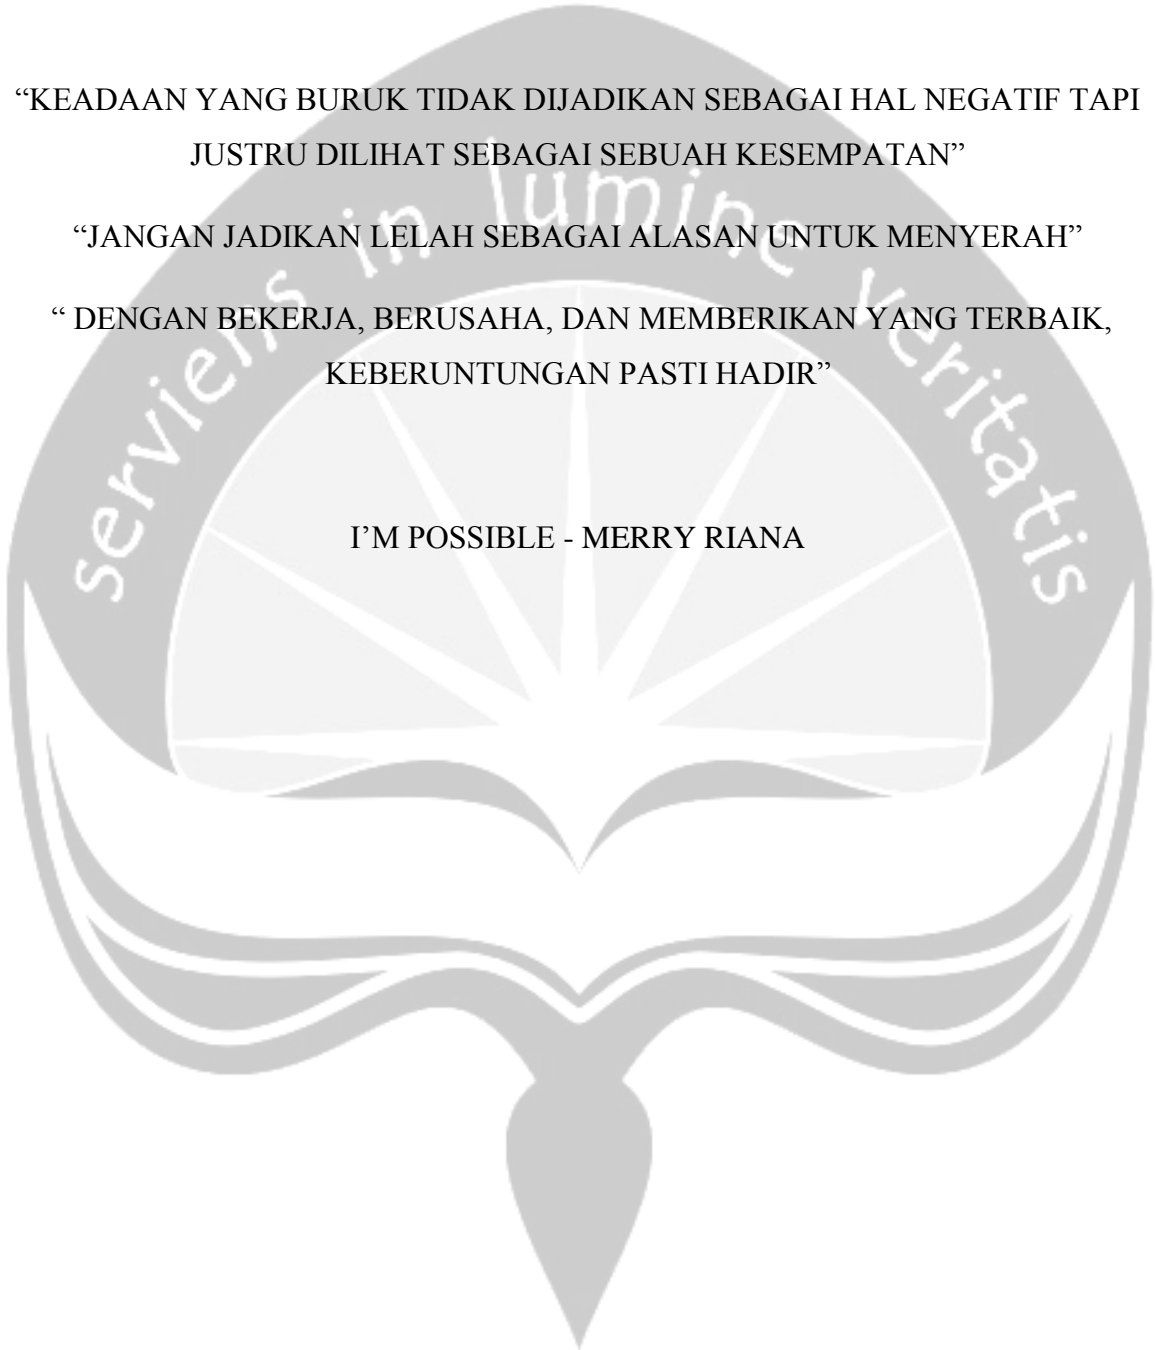 “KEADAAN YANG BURUK TIDAK DIJADIKAN SEBAGAI HAL NEGATIF TAPI
JUSTRU DILIHAT SEBAGAI SEBUAH KESEMPATAN”
serviens in lumine veritatis
“JANGAN JADIKAN LELAH SEBAGAI ALASAN UNTUK MENYERAH”
“ DENGAN BEKERJA, BERUSAHA, DAN MEMBERIKAN YANG TERBAIK,
KEBERUNTUNGAN PASTI HADIR”
I’M POSSIBLE - MERRY RIANA